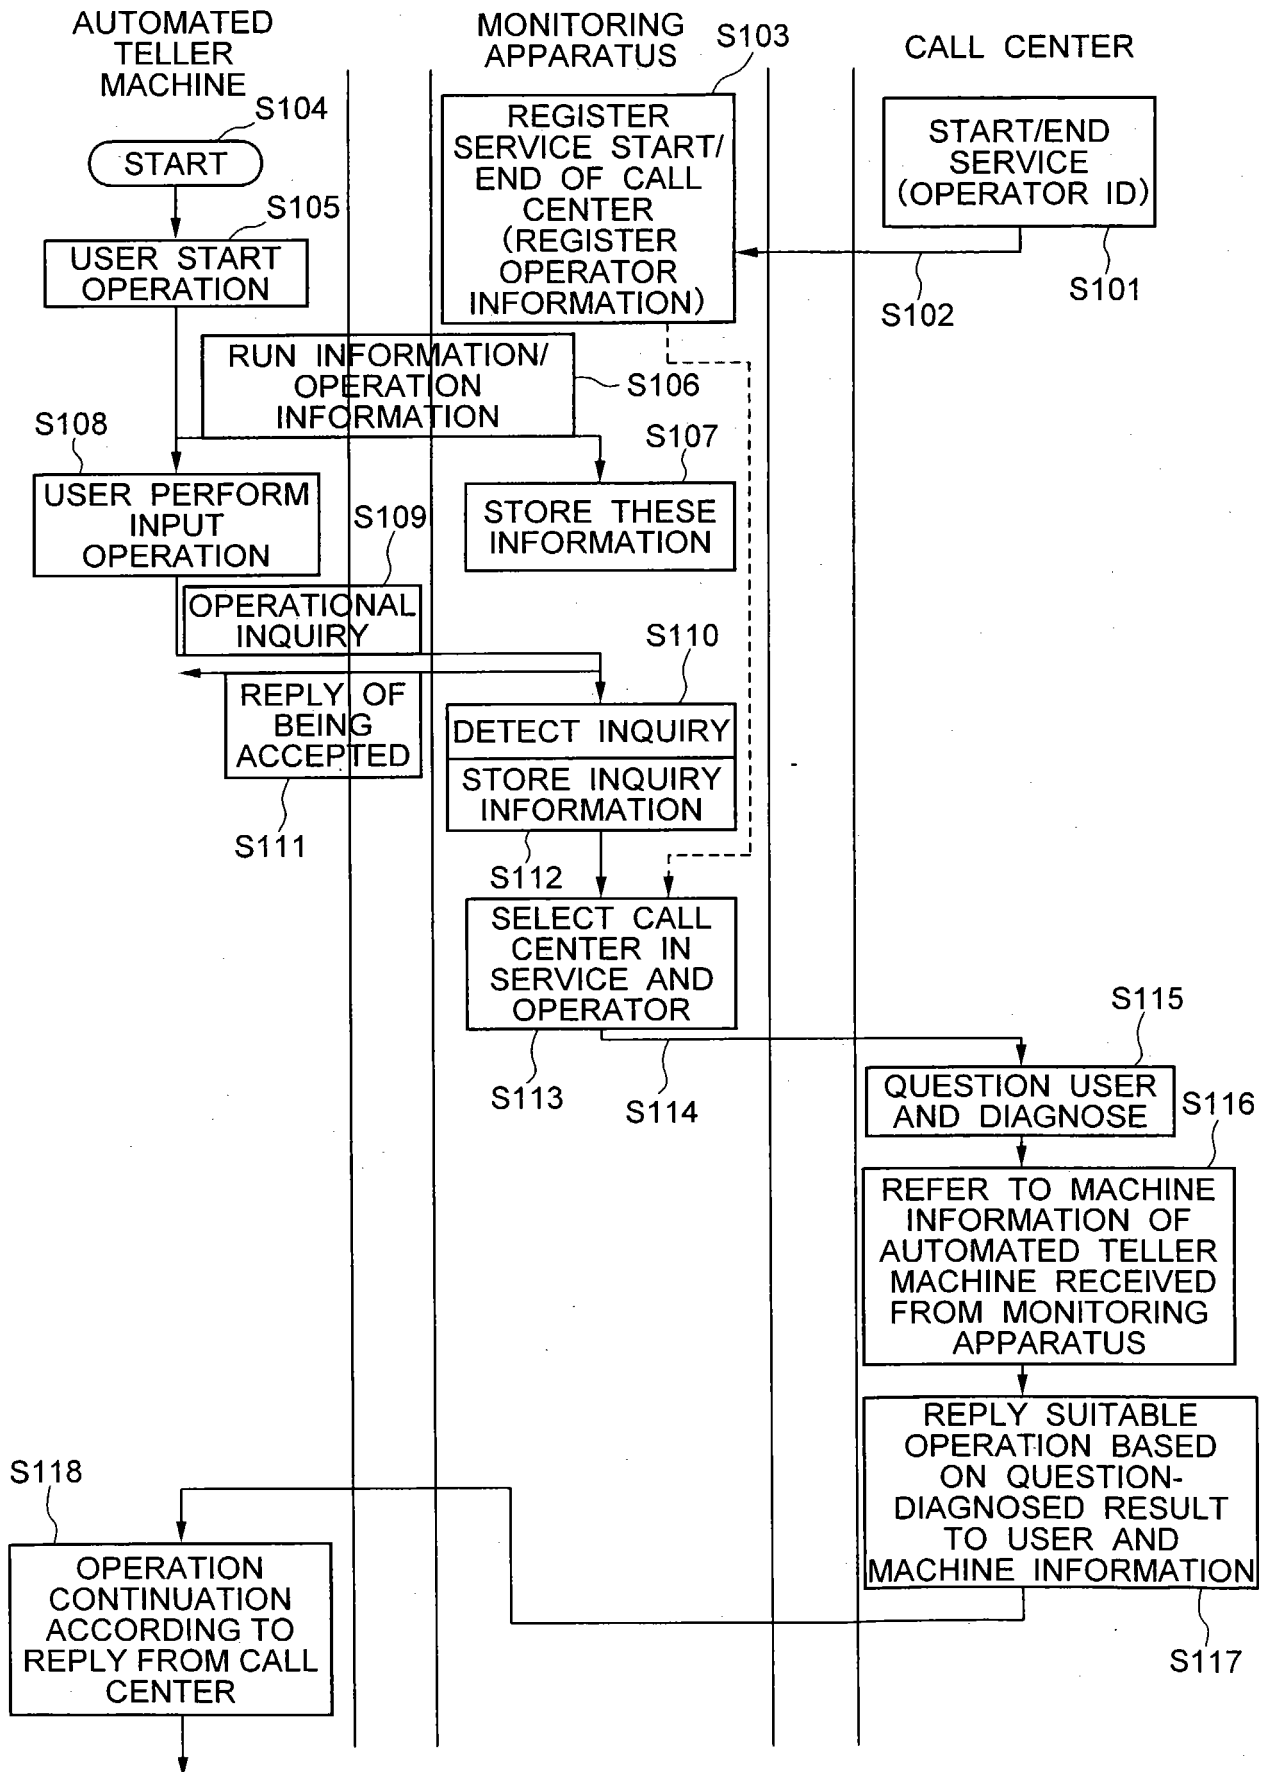 AUTOMATED
TELLER
MACHINE
MONITORING
APPARATUS
CALL CENTER
S103
S104
START
REGISTER
SERVICE START/
END OF CALL
CENTER
(REGISTER
OPERATOR
INFORMATION)
START/END
SERVICE
(OPERATOR ID)
S105
USER START
OPERATION
S102
S101
RUN INFORMATION/
OPERATION
INFORMATION
S106
S108
S107
USER PERFORM
INPUT
OPERATION
S109
STORE THESE
INFORMATION
OPERATIONAL
INQUIRY
S110
REPLY OF
BEING
ACCEPTED
DETECT INQUIRY
STORE INQUIRY
INFORMATION
S111
S112
SELECT CALL
CENTER IN
SERVICE AND
OPERATOR
S113
S114
S115
QUESTION USER
AND DIAGNOSE
S116
REFER TO MACHINE
INFORMATION OF
AUTOMATED TELLER
MACHINE RECEIVED
FROM MONITORING
APPARATUS
REPLY SUITABLE
OPERATION BASED
ON QUESTION-
DIAGNOSED RESULT
TO USER AND
MACHINE INFORMATION
S117
S118
OPERATION
CONTINUATION
ACCORDING TO
REPLY FROM CALL
CENTER